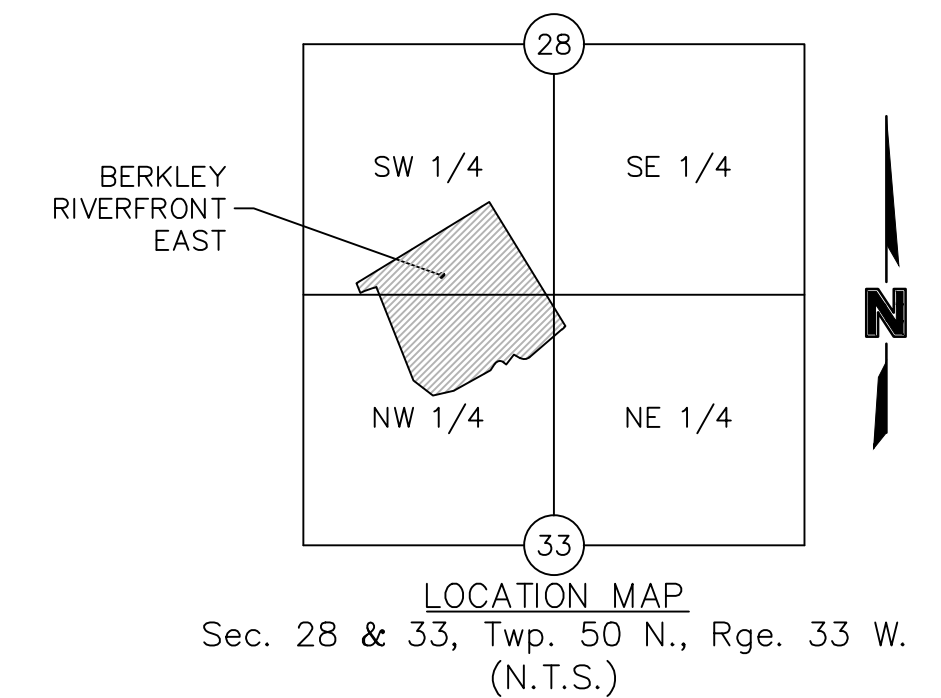 28
SW 1/4
SE 1/4
BERKLEY
RIVERFRONT
EAST
N
NW 1/4
NE 1/4
33
LOCATION MAP
Sec. 28 & 33, Twp. 50 N., Rge. 33 W.
(N.T.S.)